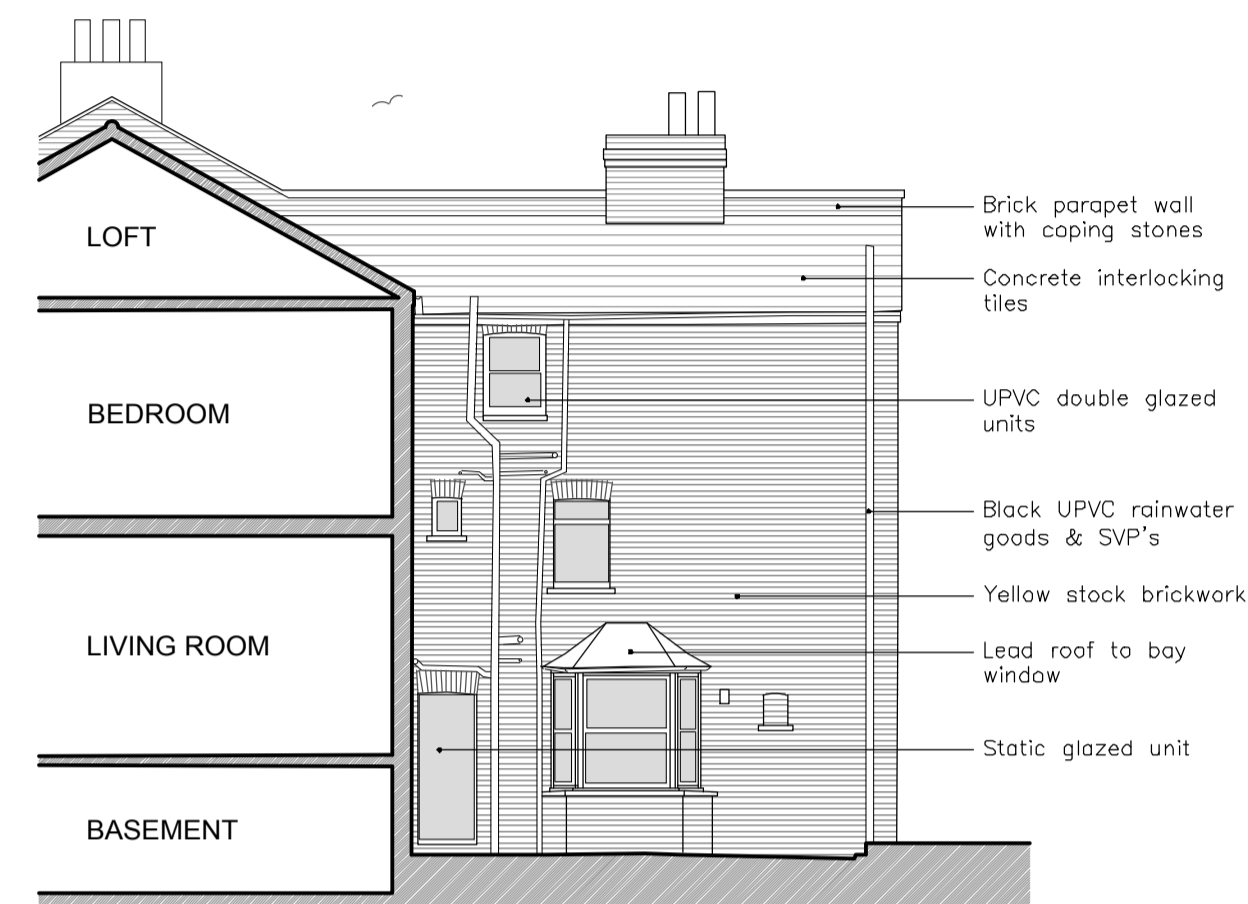 LOFT
BEDROOM
LIVING ROOM
BASEMENT
Brick parapet wall
with coping stones
Concrete interlocking
tiles
UPVC double glazed
units
Black UPVC rainwater
goods & SVP's
Yellow stock brickwork
Lead roof to bay
window
Static glazed unit